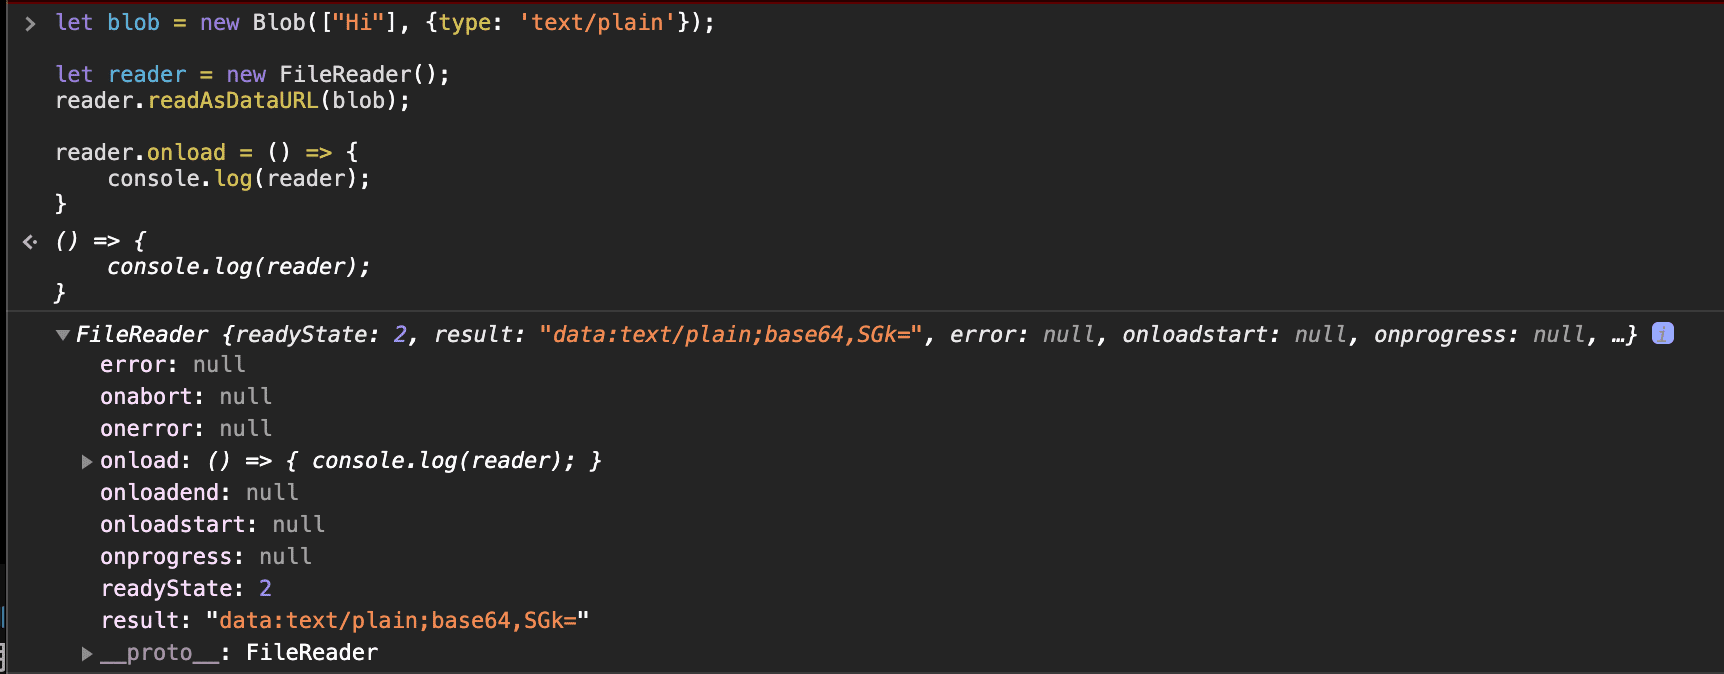 let blob = new Blob(["Hi"], {type: 'text/plain'});
let reader = new FileReader();
reader.readAsDataURL(blob);
reader.onload = () => {
console.log(reader);
}
() => {
console.log(reader);
}
FileReader {readyState: 2, result: "data:text/plain;base64,SGk=", error: null, onloadstart: null, onprogress: null, …} i
error: null
onabort: null
onerror: null
onload: () => { console.log(reader); }
onloadend: null
onloadstart: null
onprogress: null
readyState: 2
result: "data:text/plain;base64,SGk="
__proto__: FileReader